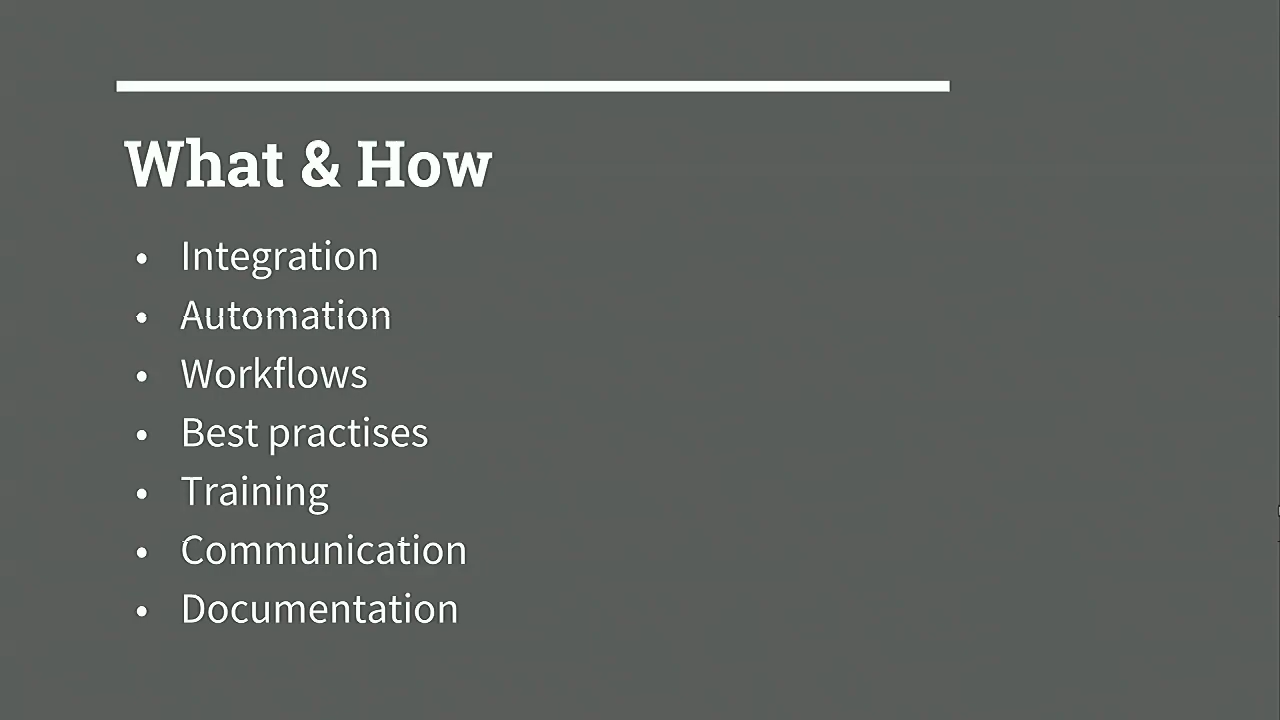 What & How
• Integration
• Automation
• Workflows
• Best practises
• Training
• Communication
• Documentation